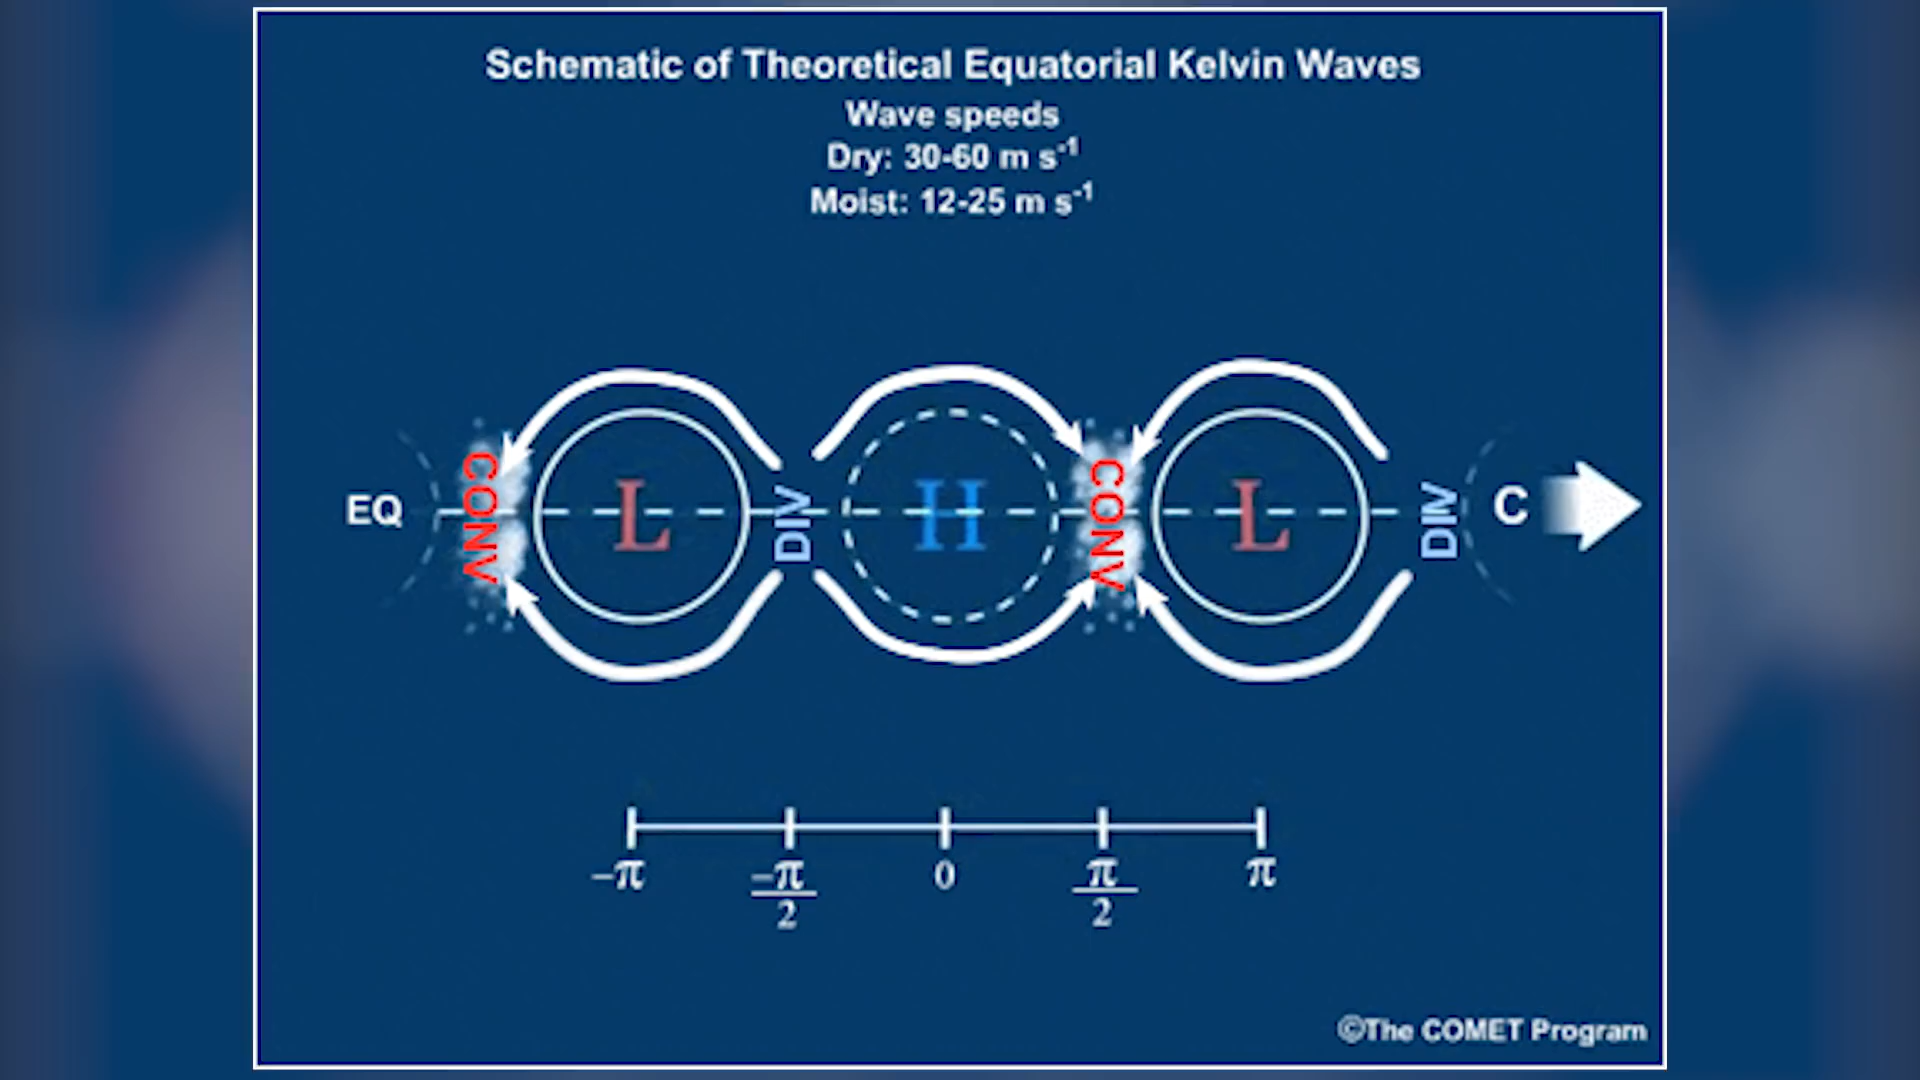 Schematic of Theoretical Equatorial Kelvin Waves
Wave speeds
Dry: 30-60 m s⁻¹
Moist: 12-25 m s⁻¹
EQ
CONV
L
DIV
H
CONV
L
DIV
C
–π
–π/2
0
π/2
π
©The COMET Program